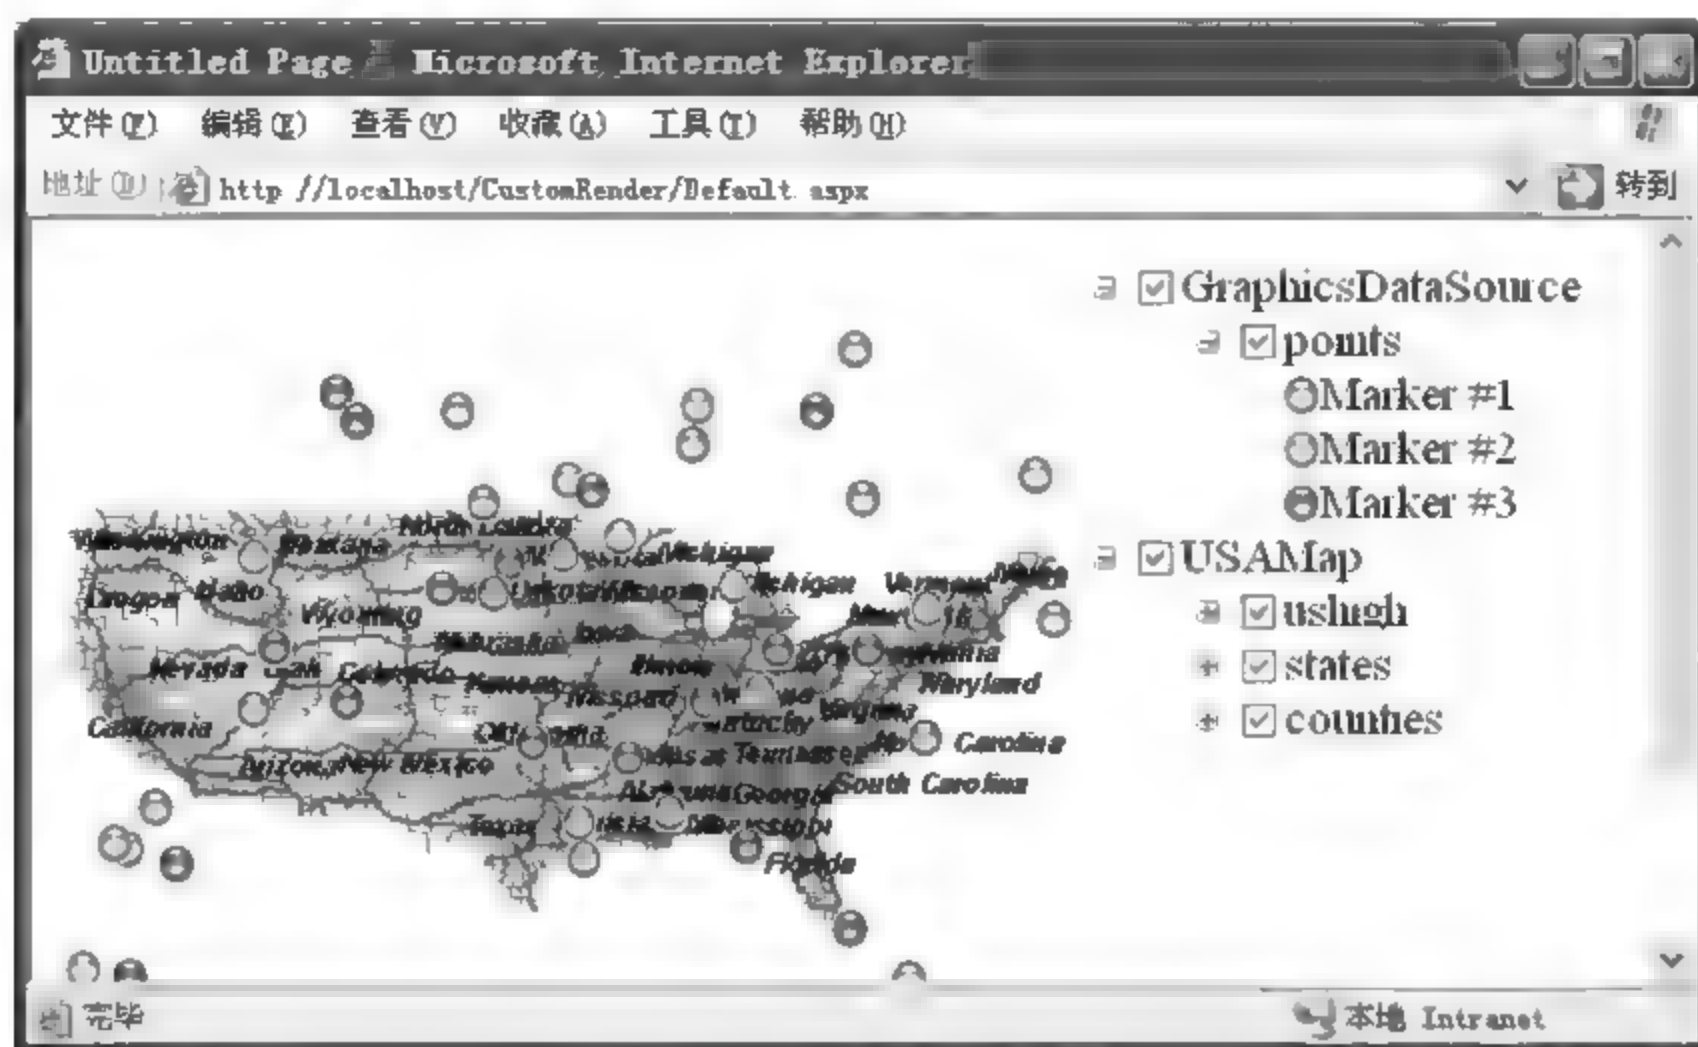 Untitled Page - Microsoft Internet Explorer
文件(F) 编辑(E) 查看(V) 收藏(A) 工具(T) 帮助(H)
地址(D) http //localhost/CustomRender/Default.aspx 转到
GraphicsDataSource
points
Marker #1
Marker #2
Marker #3
USAMap
ushigh
states
counties
Washington
Montana
North Dakota
Michigan
Oregon
Idaho
Wyoming
Michigan
Vermont
Maine
Nebraska
Iowa
Nevada
Utah
Colorado
Kansas
Illinois
Missouri
Maryland
California
Virginia
Carolina
Arizona
New Mexico
Tennessee
Georgia
South Carolina
Texas
Florida
完毕
本地 Intranet